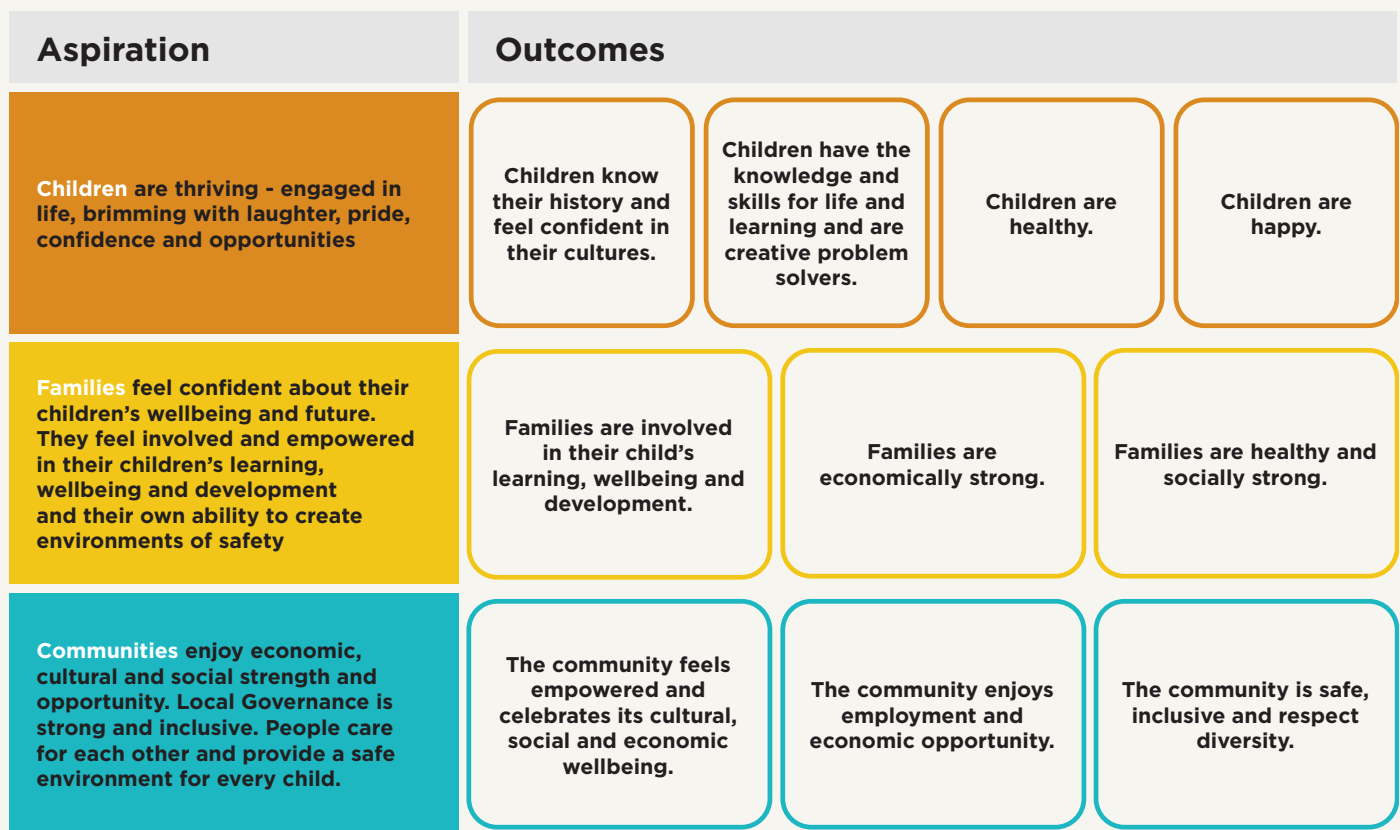 Aspiration
Outcomes
Children are thriving - engaged in
life, brimming with laughter, pride,
confidence and opportunities
Children know
their history and
feel confident in
their cultures.
Children have the
knowledge and
skills for life and
learning and are
creative problem
solvers.
Children are
healthy.
Children are
happy.
Families feel confident about their
children’s wellbeing and future.
They feel involved and empowered
in their children’s learning,
wellbeing and development
and their own ability to create
environments of safety
Families are involved
in their child’s
learning, wellbeing and
development.
Families are
economically strong.
Families are healthy and
socially strong.
Communities enjoy economic,
cultural and social strength and
opportunity. Local Governance is
strong and inclusive. People care
for each other and provide a safe
environment for every child.
The community feels
empowered and
celebrates its cultural,
social and economic
wellbeing.
The community enjoys
employment and
economic opportunity.
The community is safe,
inclusive and respect
diversity.